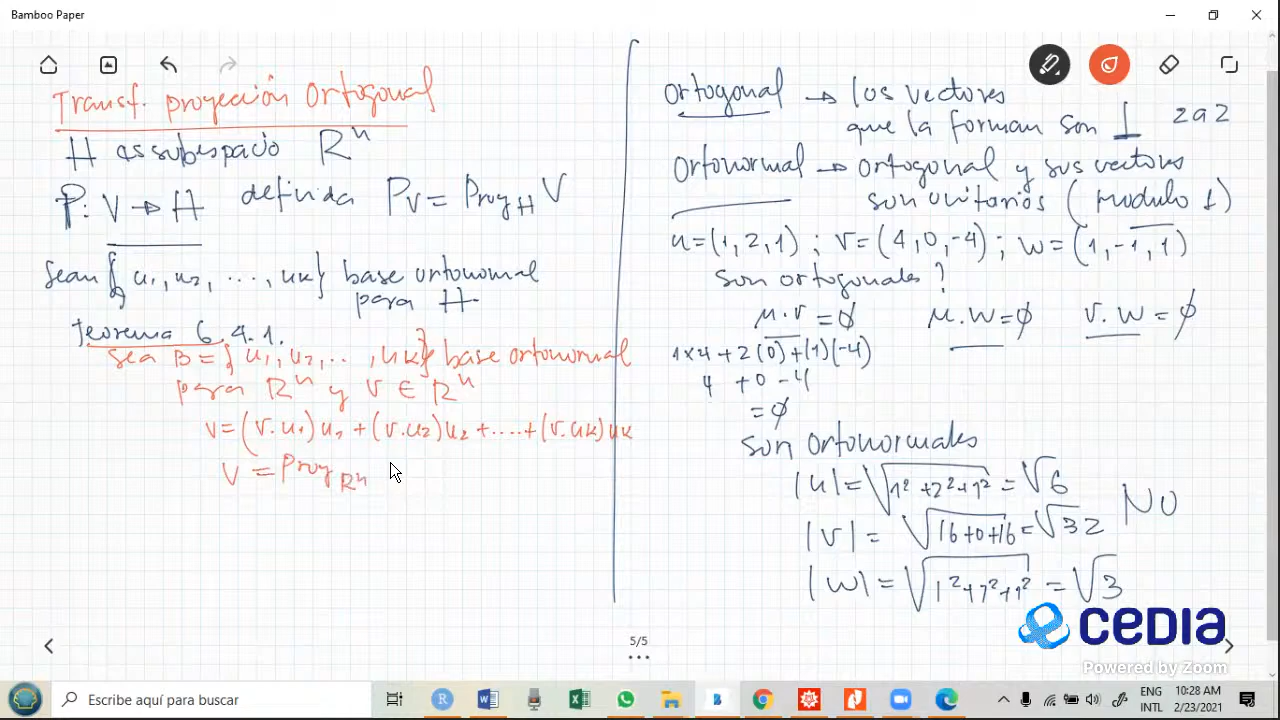 Bamboo Paper
Transf. proyección Ortogonal
H as subespacio R^n
P: V → H definida Pv = Proy_H V
Sean { u1, u2, ..., uk } base ortonormal
para H
Teorema 6.4.1.
Sea B = { u1, u2, .. , uk } base ortonormal
para R^n y V ∈ R^n
V = (V.u1)u1 + (V.u2)u2 + .... + (V.uk)uk
V = Proy_R^n
Ortogonal → los vectores
que la forman son ⊥ 2 a 2
Ortonormal → ortogonal y sus vectores
son unitarios ( modulo 1 )
u = (1, 2, 1) ; V = (4, 0, -4) ; W = (1, -1, 1)
Son ortogonales ?
u.V = ∅ u.W = ∅ V.W = ∅
1x4 + 2(0) + (1)(-4)
4 + 0 - 4
= ∅
Son ortonormales
|u| = √(1² + 2² + 1²) = √6
|V| = √(16 + 0 + 16) = √32 NO
|W| = √(1² + 1² + 1²) = √3
5/5
CEDIA
Powered by Zoom
Escribe aquí para buscar
ENG
INTL
10:28 AM
2/23/2021